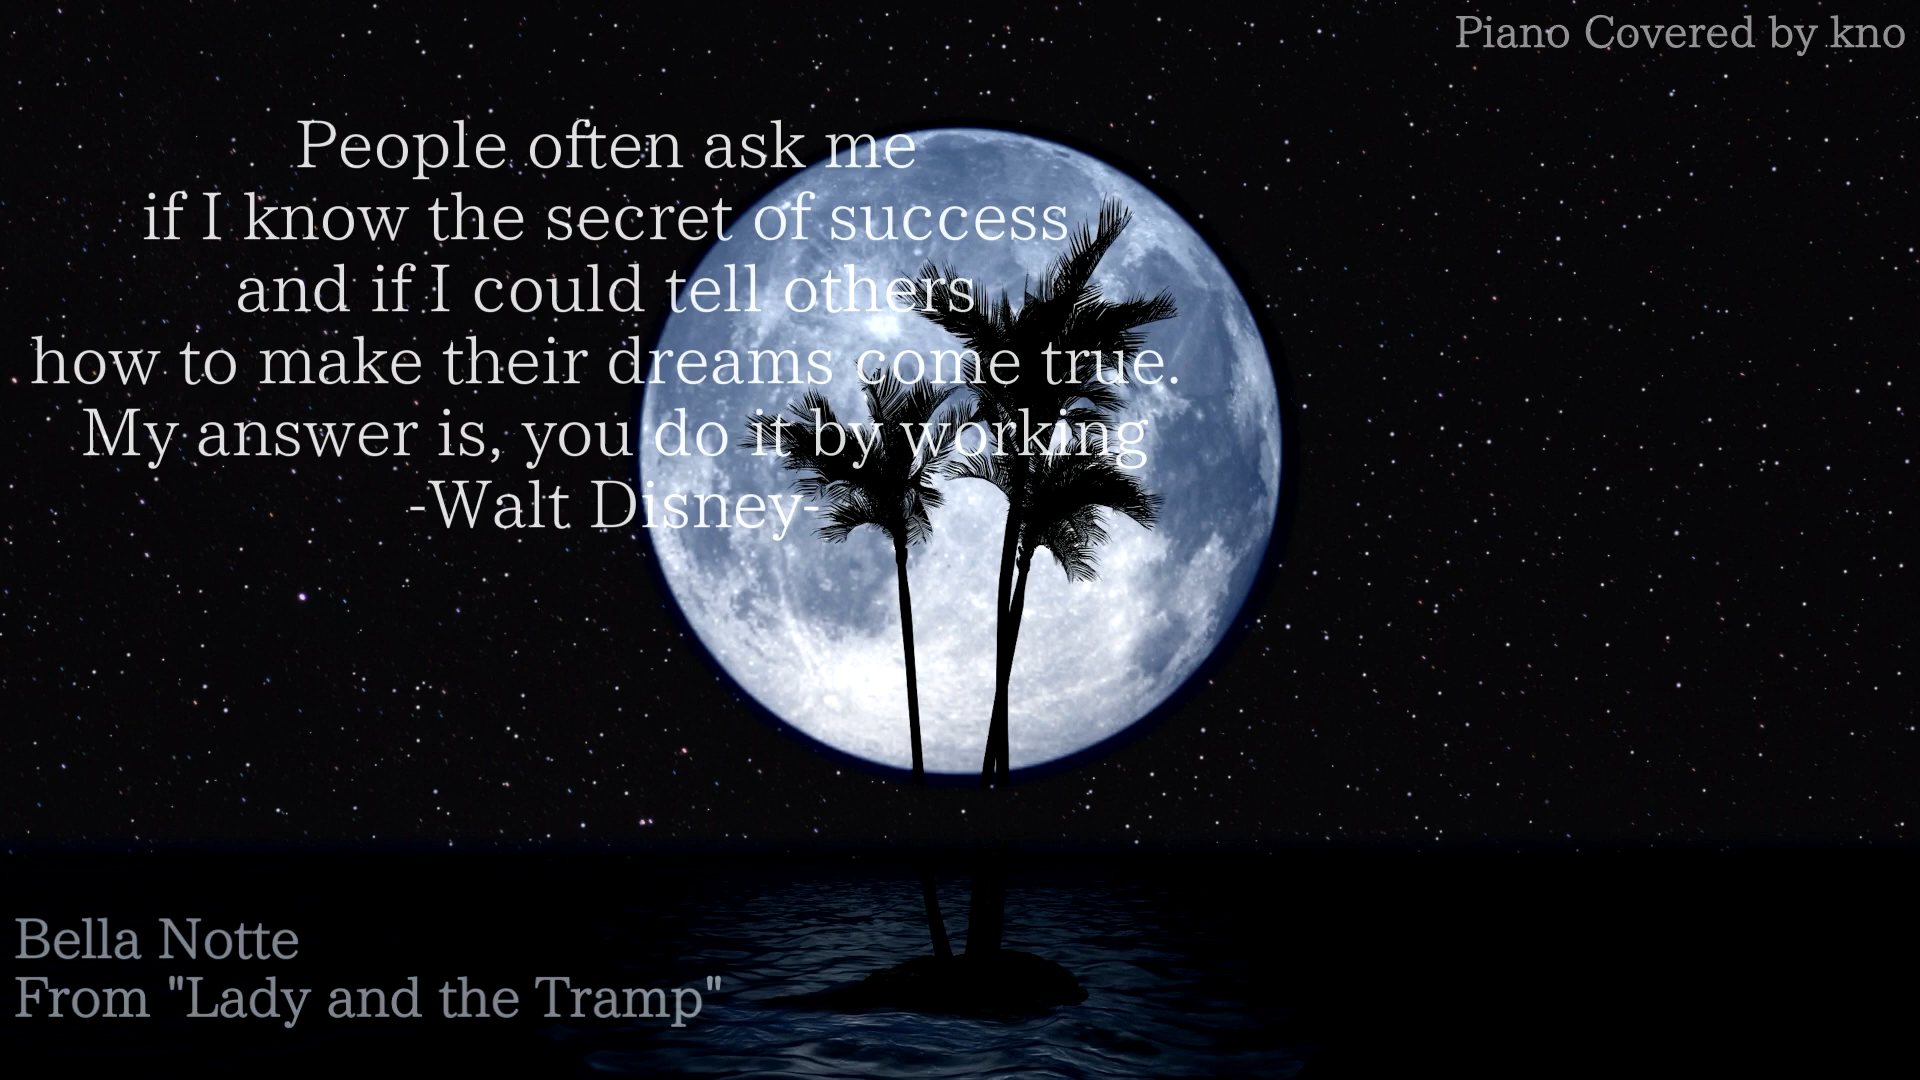 Piano Covered by kno
People often ask me
if I know the secret of success
and if I could tell others
how to make their dreams come true.
My answer is, you do it by working
-Walt Disney-
Bella Notte
From "Lady and the Tramp"